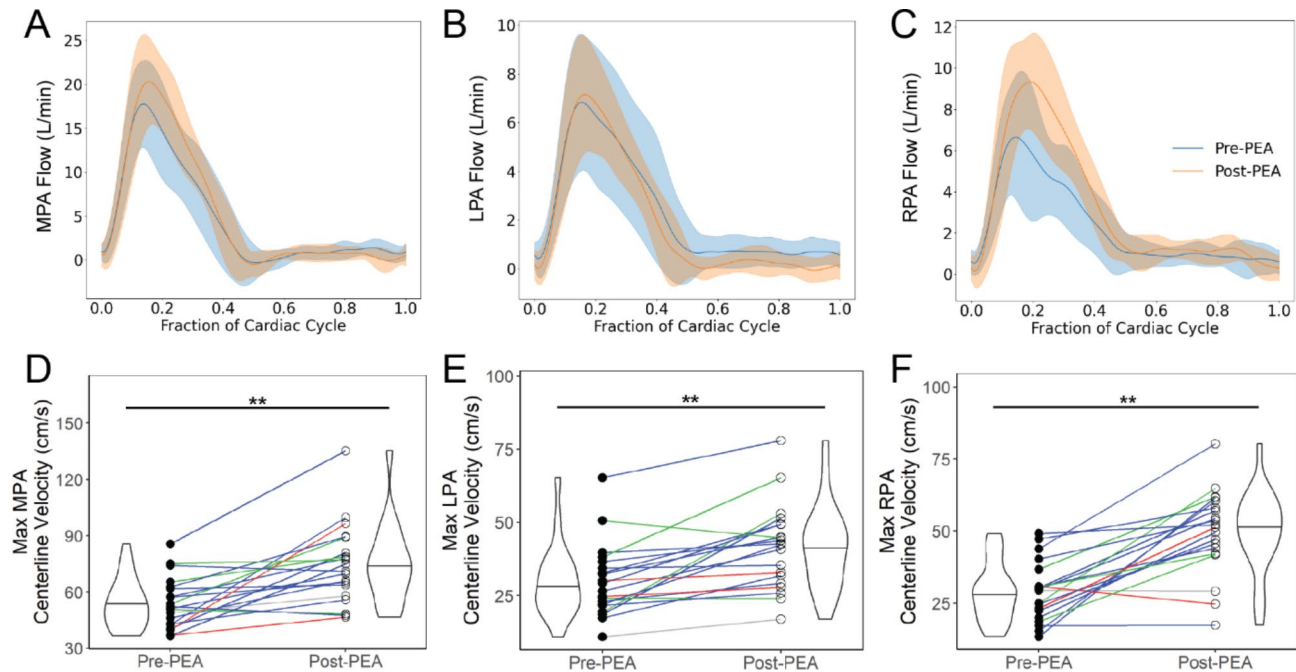 A
MPA Flow (L/min)
25
20
15
10
5
0
0.0 0.2 0.4 0.6 0.8 1.0
Fraction of Cardiac Cycle
B
LPA Flow (L/min)
10
8
6
4
2
0
0.0 0.2 0.4 0.6 0.8 1.0
Fraction of Cardiac Cycle
C
RPA Flow (L/min)
12
10
8
6
4
2
0
Pre-PEA
Post-PEA
0.0 0.2 0.4 0.6 0.8 1.0
Fraction of Cardiac Cycle
D
Max MPA
Centerline Velocity (cm/s)
150
120
90
60
30
**
Pre-PEA Post-PEA
E
Max LPA
Centerline Velocity (cm/s)
100
75
50
25
**
Pre-PEA Post-PEA
F
Max RPA
Centerline Velocity (cm/s)
100
75
50
25
**
Pre-PEA Post-PEA